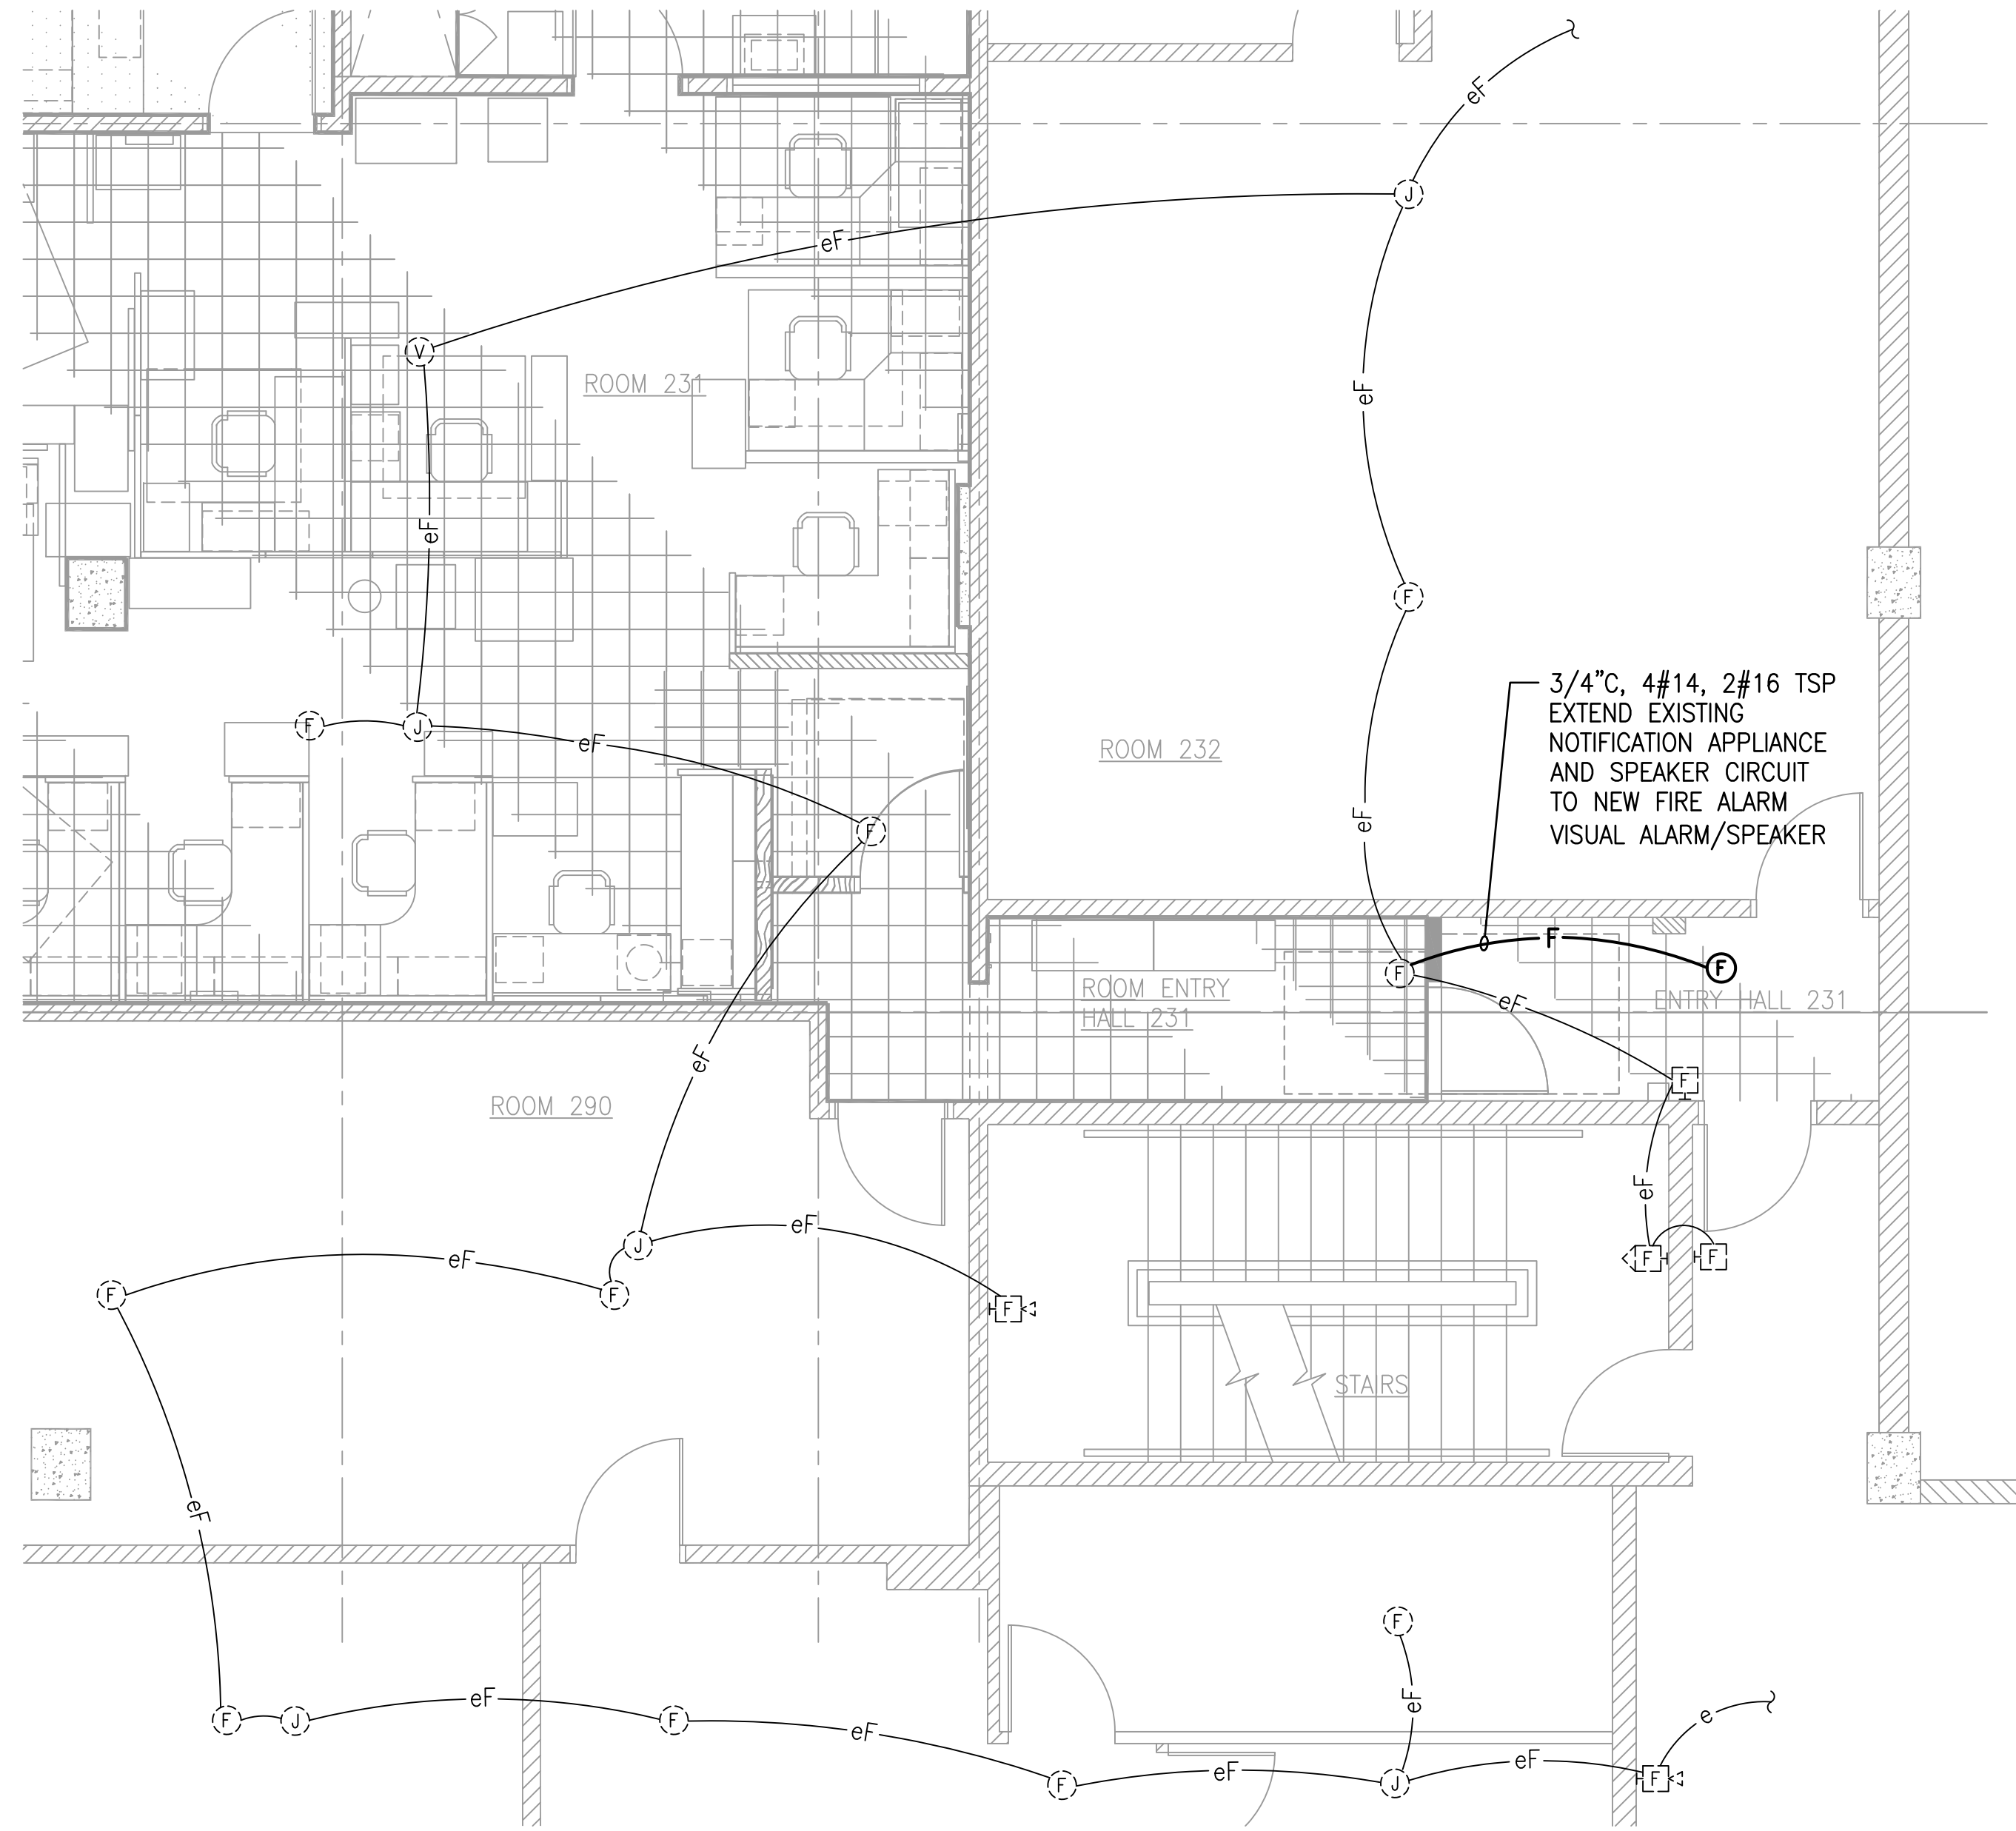 eF
J
eF
V
ROOM 231
eF
eF
F
3/4"C, 4#14, 2#16 TSP
EXTEND EXISTING
NOTIFICATION APPLIANCE
AND SPEAKER CIRCUIT
TO NEW FIRE ALARM
VISUAL ALARM/SPEAKER
F
J
eF
ROOM 232
F
eF
F
F
F
ROOM ENTRY
HALL 231
eF
ENTRY HALL 231
eF
F
ROOM 290
eF
eF
J
eF
F
F
F
eF
F
F
STAIRS
eF
F
eF
F
J
eF
F
eF
F
eF
J
eF
F
e